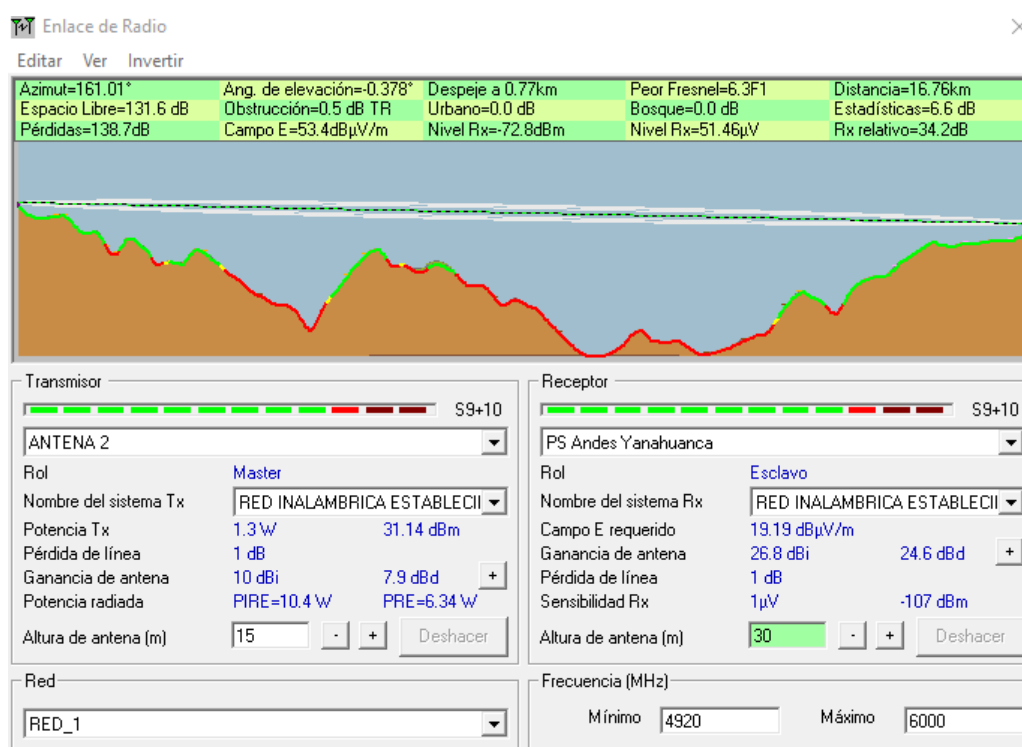 Enlace de Radio
Editar Ver Invertir
Azimut=161.01° Ang. de elevación=-0.378° Despeje a 0.77km Peor Fresnel=6.3F1 Distancia=16.76km
Espacio Libre=131.6 dB Obstrucción=0.5 dB TR Urbano=0.0 dB Bosque=0.0 dB Estadísticas=6.6 dB
Pérdidas=138.7dB Campo E=53.4dBµV/m Nivel Rx=-72.8dBm Nivel Rx=51.46µV Rx relativo=34.2dB
Transmisor
S9+10
ANTENA 2
Rol Master
Nombre del sistema Tx RED INALAMBRICA ESTABLECII
Potencia Tx 1.3 W 31.14 dBm
Pérdida de línea 1 dB
Ganancia de antena 10 dBi 7.9 dBd +
Potencia radiada PIRE=10.4 W PRE=6.34 W
Altura de antena (m) 15 - + Deshacer
Receptor
S9+10
PS Andes Yanahuanca
Rol Esclavo
Nombre del sistema Rx RED INALAMBRICA ESTABLECII
Campo E requerido 19.19 dBµV/m
Ganancia de antena 26.8 dBi 24.6 dBd +
Pérdida de línea 1 dB
Sensibilidad Rx 1µV -107 dBm
Altura de antena (m) 30 - + Deshacer
Red
RED_1
Frecuencia (MHz)
Mínimo 4920 Máximo 6000